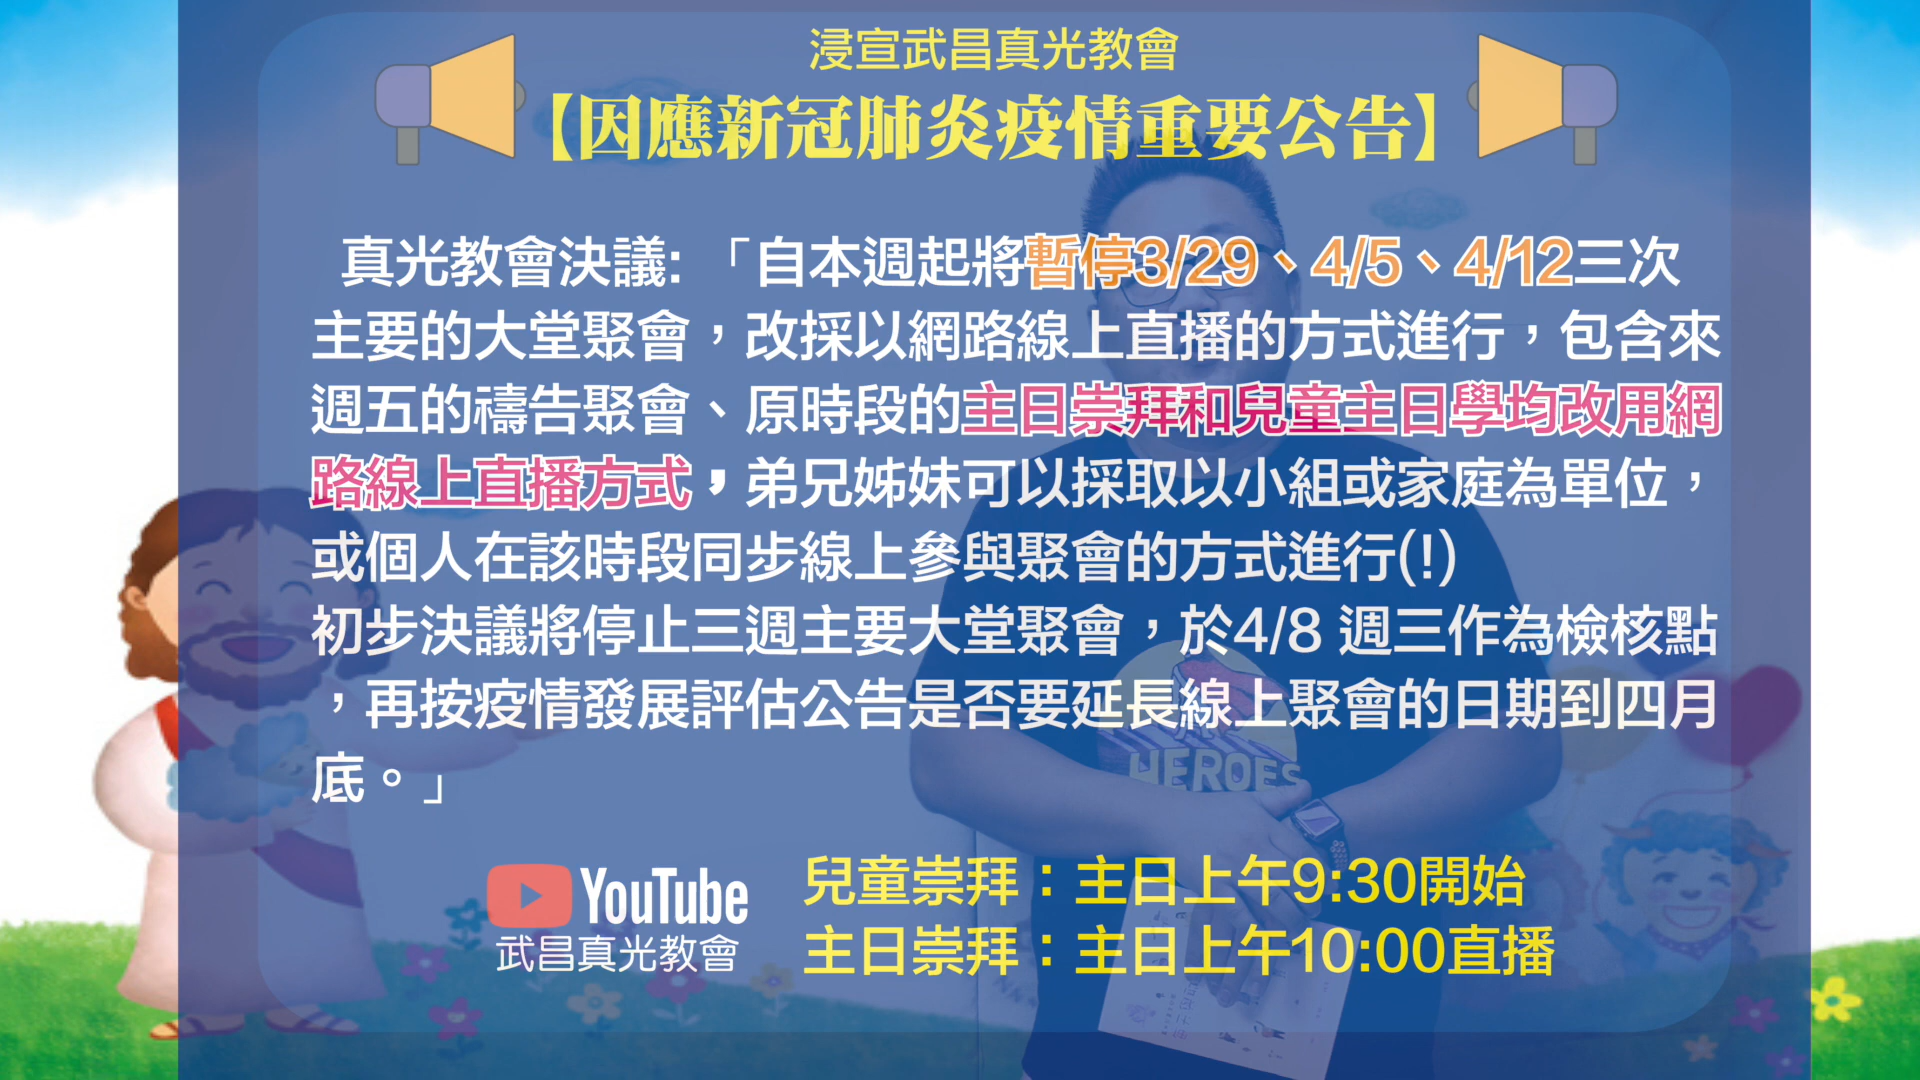 浸宣武昌真光教會
【因應新冠肺炎疫情重要公告】
真光教會決議:「自本週起將暫停3/29、4/5、4/12三次
主要的大堂聚會，改採以網路線上直播的方式進行，包含來
週五的禱告聚會、原時段的主日崇拜和兒童主日學均改用網
路線上直播方式，弟兄姊妹可以採取以小組或家庭為單位，
或個人在該時段同步線上參與聚會的方式進行(!)
初步決議將停止三週主要大堂聚會，於4/8 週三作為檢核點
，再按疫情發展評估公告是否要延長線上聚會的日期到四月
底。」
HEROES
YouTube
武昌真光教會
兒童崇拜：主日上午9:30開始
主日崇拜：主日上午10:00直播